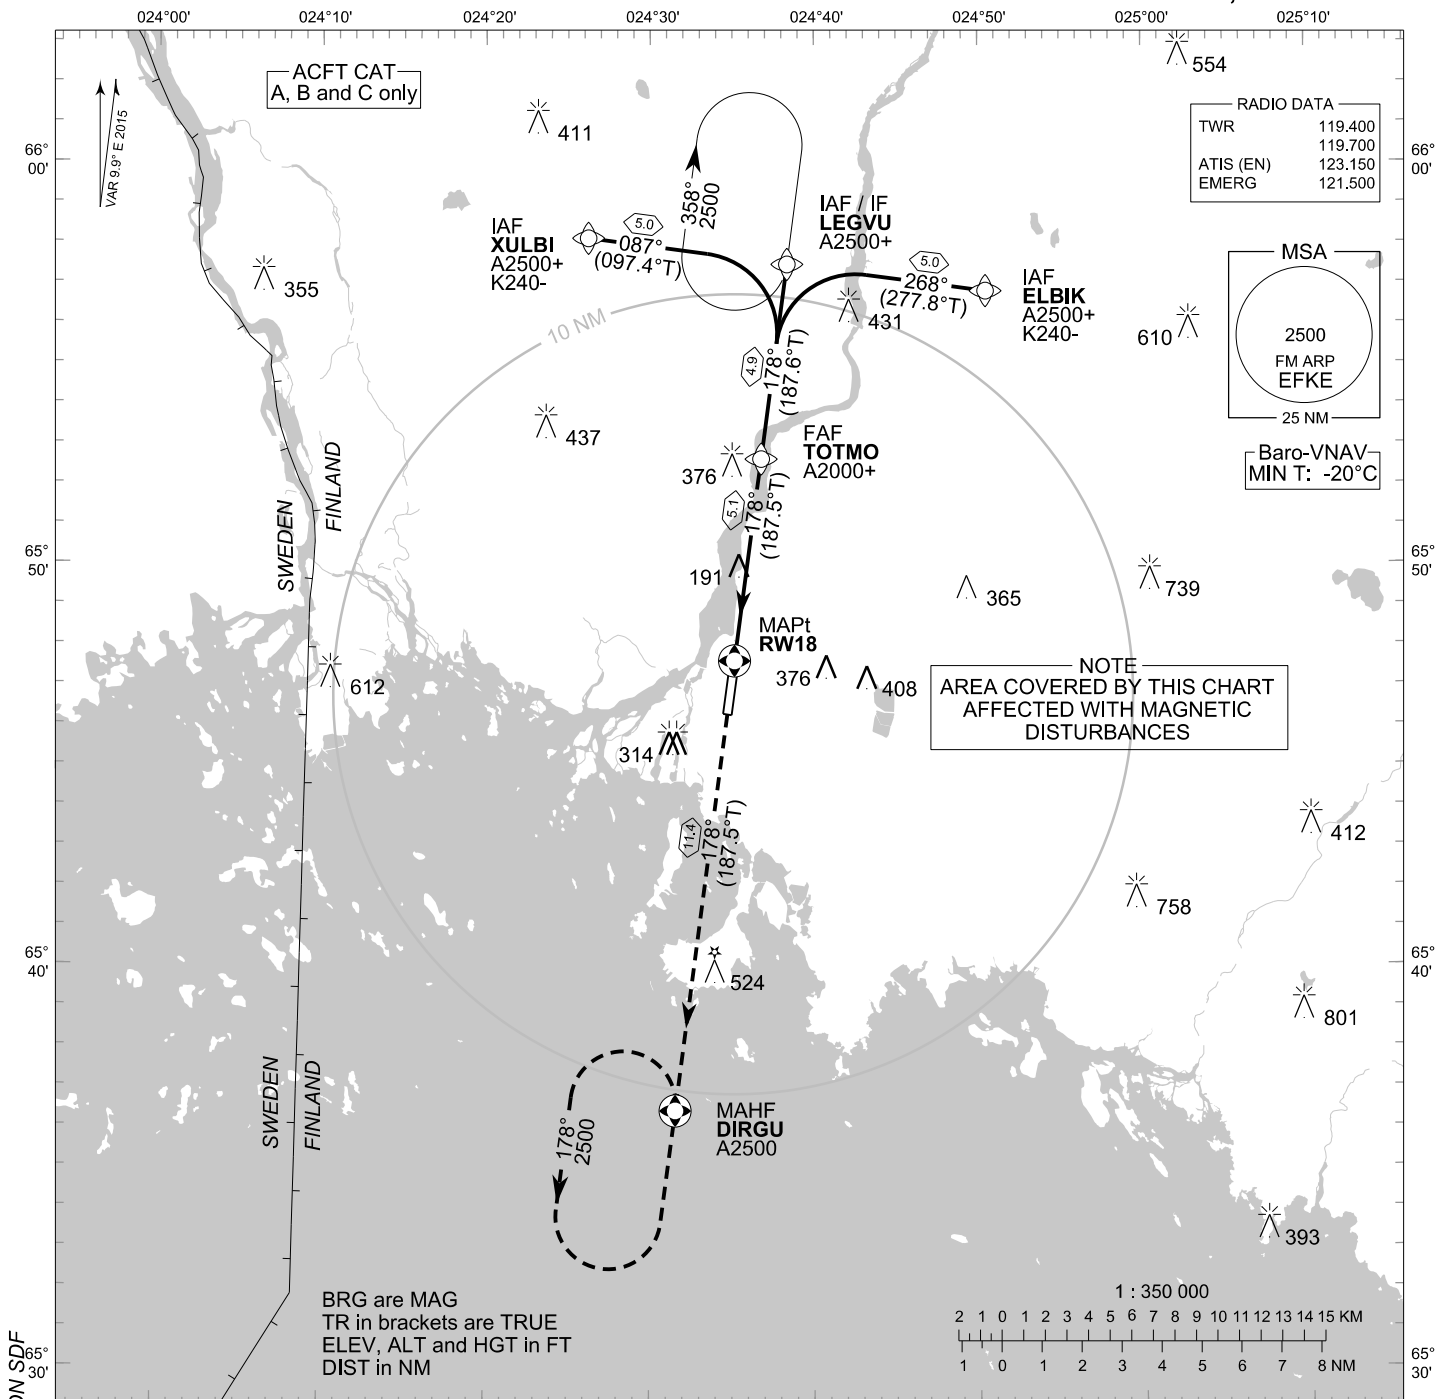 024°00'
024°10'
024°20'
024°30'
024°40'
024°50'
025°00'
025°10'
ACFT CAT
A, B and C only
VAR 9.9° E 2015
411
554
RADIO DATA
TWR 119.400
119.700
ATIS (EN) 123.150
EMERG 121.500
66°
00'
66°
00'
358°
2500
IAF
XULBI
A2500+
K240-
5.0
087°
(097.4°T)
IAF / IF
LEGVU
A2500+
5.0
268°
(277.8°T)
IAF
ELBIK
A2500+
K240-
355
431
610
MSA
2500
FM ARP
EFKE
25 NM
10 NM
4.9
178°
(187.6°T)
437
376
FAF
TOTMO
A2000+
Baro-VNAV
MIN T: -20°C
SWEDEN
FINLAND
5.1
178°
(187.5°T)
65°
50'
65°
50'
191
365
739
MAPt
RW18
612
376
408
NOTE
AREA COVERED BY THIS CHART
AFFECTED WITH MAGNETIC
DISTURBANCES
314
11.4
178°
(187.5°T)
412
758
65°
40'
65°
40'
524
801
SWEDEN
FINLAND
178°
2500
MAHF
DIRGU
A2500
393
BRG are MAG
TR in brackets are TRUE
ELEV, ALT and HGT in FT
DIST in NM
1 : 350 000
2 1 0 1 2 3 4 5 6 7 8 9 10 11 12 13 14 15 KM
1 0 1 2 3 4 5 6 7 8 NM
65°
30'
65°
30'
ON SDF